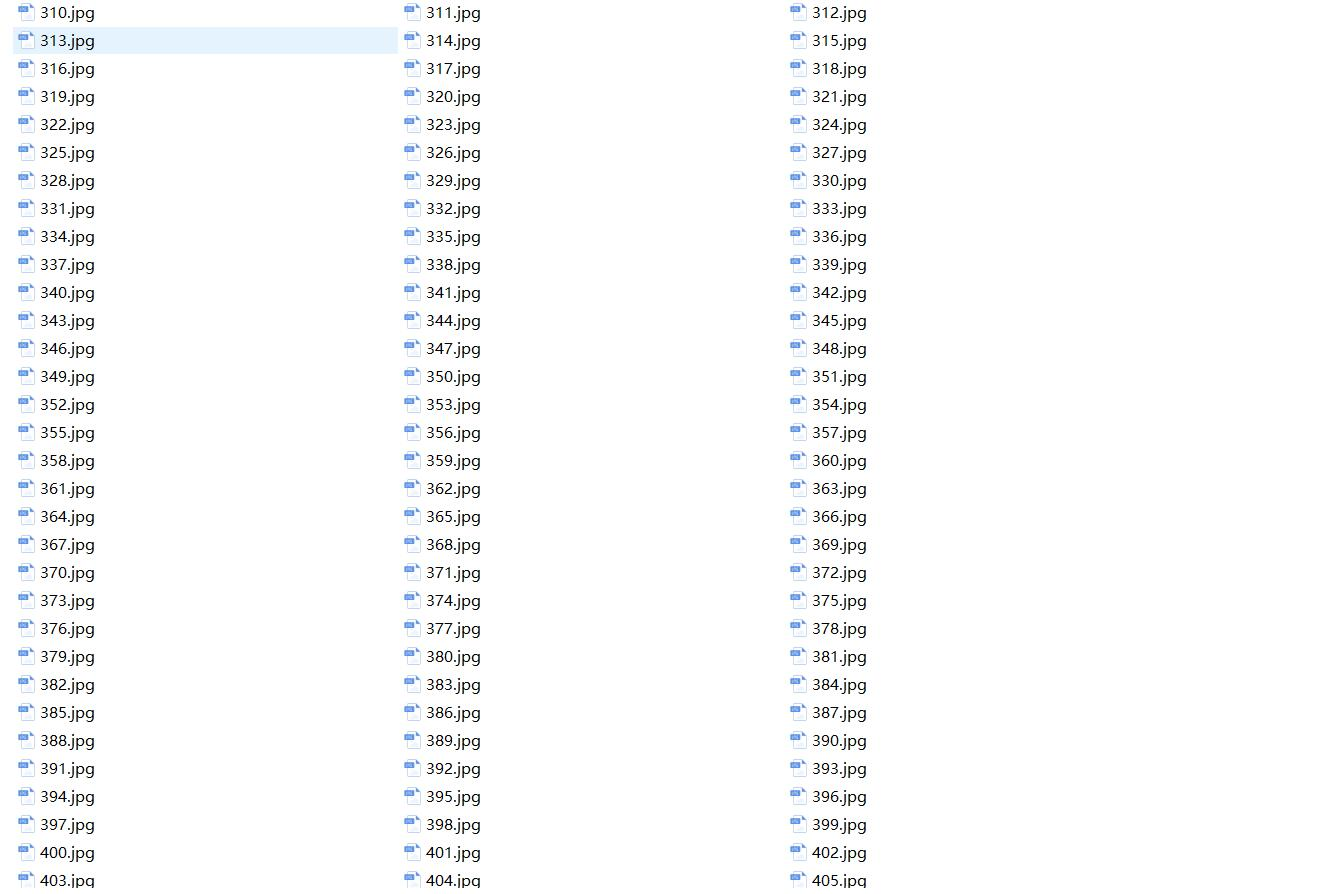 310.jpg 311.jpg 312.jpg
313.jpg 314.jpg 315.jpg
316.jpg 317.jpg 318.jpg
319.jpg 320.jpg 321.jpg
322.jpg 323.jpg 324.jpg
325.jpg 326.jpg 327.jpg
328.jpg 329.jpg 330.jpg
331.jpg 332.jpg 333.jpg
334.jpg 335.jpg 336.jpg
337.jpg 338.jpg 339.jpg
340.jpg 341.jpg 342.jpg
343.jpg 344.jpg 345.jpg
346.jpg 347.jpg 348.jpg
349.jpg 350.jpg 351.jpg
352.jpg 353.jpg 354.jpg
355.jpg 356.jpg 357.jpg
358.jpg 359.jpg 360.jpg
361.jpg 362.jpg 363.jpg
364.jpg 365.jpg 366.jpg
367.jpg 368.jpg 369.jpg
370.jpg 371.jpg 372.jpg
373.jpg 374.jpg 375.jpg
376.jpg 377.jpg 378.jpg
379.jpg 380.jpg 381.jpg
382.jpg 383.jpg 384.jpg
385.jpg 386.jpg 387.jpg
388.jpg 389.jpg 390.jpg
391.jpg 392.jpg 393.jpg
394.jpg 395.jpg 396.jpg
397.jpg 398.jpg 399.jpg
400.jpg 401.jpg 402.jpg
403.jpg 404.jpg 405.jpg